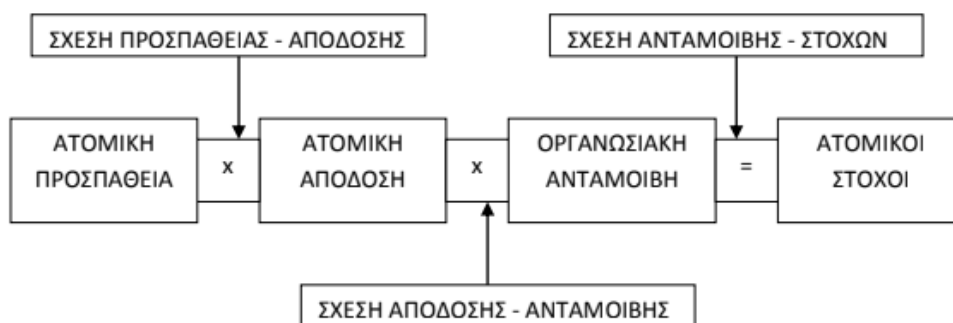 ΣΧΕΣΗ ΠΡΟΣΠΑΘΕΙΑΣ - ΑΠΟΔΟΣΗΣ
ΣΧΕΣΗ ΑΝΤΑΜΟΙΒΗΣ - ΣΤΟΧΩΝ
ΑΤΟΜΙΚΗ
ΠΡΟΣΠΑΘΕΙΑ
x
ΑΤΟΜΙΚΗ
ΑΠΟΔΟΣΗ
x
ΟΡΓΑΝΩΣΙΑΚΗ
ΑΝΤΑΜΟΙΒΗ
=
ΑΤΟΜΙΚΟΙ
ΣΤΟΧΟΙ
ΣΧΕΣΗ ΑΠΟΔΟΣΗΣ - ΑΝΤΑΜΟΙΒΗΣ